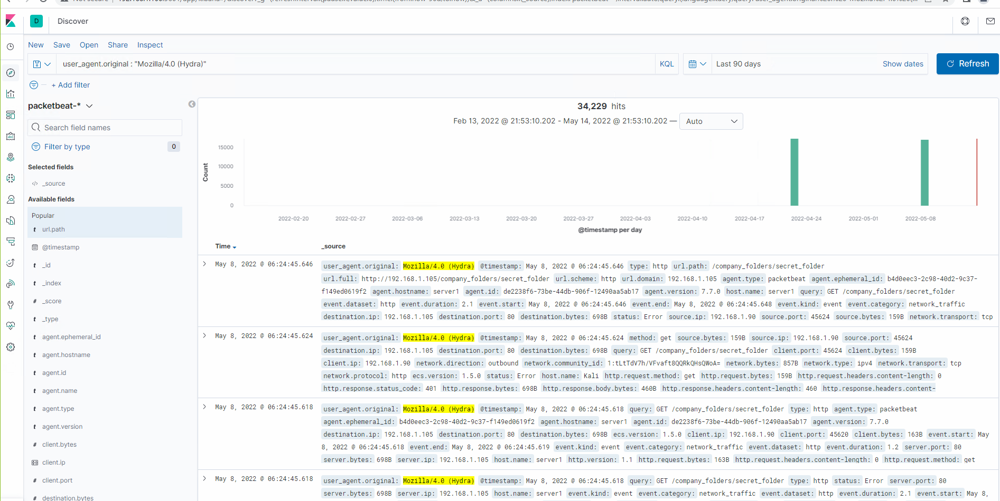 Not secure
D Discover
New Save Open Share Inspect
user_agent.original : "Mozilla/4.0 (Hydra)" KQL Last 90 days Show dates Refresh
+ Add filter
packetbeat-*
Search field names
Filter by type 0
Selected fields
_source
Available fields
Popular
t url.path
@timestamp
t _id
t _index
# _score
t _type
t agent.ephemeral_id
t agent.hostname
t agent.id
t agent.name
t agent.type
t agent.version
# client.bytes
client.ip
# client.port
# destination.bytes
34,229 hits
Feb 13, 2022 @ 21:53:10.202 - May 14, 2022 @ 21:53:10.202 — Auto
Count
15000
10000
5000
0
2022-02-20 2022-02-27 2022-03-06 2022-03-13 2022-03-20 2022-03-27 2022-04-03 2022-04-10 2022-04-17 2022-04-24 2022-05-01 2022-05-08
@timestamp per day
Time _source
May 8, 2022 @ 06:24:45.646 user_agent.original: Mozilla/4.0 (Hydra) @timestamp: May 8, 2022 @ 06:24:45.646 type: http url.path: /company_folders/secret_folder
url.full: http://192.168.1.105/company_folders/secret_folder url.scheme: http url.domain: 192.168.1.105 agent.type: packetbeat agent.ephemeral_id: b4d0eec3-2c98-40d2-9c37-
f149ed0619f2 agent.hostname: server1 agent.id: de2238f6-73be-44db-906f-12490aa5ab17 agent.version: 7.7.0 host.name: server1 query: GET /company_folders/secret_folder
event.dataset: http event.duration: 2.1 event.start: May 8, 2022 @ 06:24:45.646 event.end: May 8, 2022 @ 06:24:45.648 event.kind: event event.category: network_traffic
destination.ip: 192.168.1.105 destination.port: 80 destination.bytes: 698B status: Error source.ip: 192.168.1.90 source.port: 45624 source.bytes: 159B network.transport: tcp
May 8, 2022 @ 06:24:45.624 user_agent.original: Mozilla/4.0 (Hydra) @timestamp: May 8, 2022 @ 06:24:45.624 method: get source.bytes: 159B source.ip: 192.168.1.90 source.port: 45624
destination.ip: 192.168.1.105 destination.port: 80 destination.bytes: 698B query: GET /company_folders/secret_folder client.port: 45624 client.bytes: 159B
client.ip: 192.168.1.90 network.direction: outbound network.community_id: 1:tLtTdV7h/VFvaft8QQRkQHsQWoA= network.bytes: 857B network.type: ipv4 network.transport: tcp
network.protocol: http ecs.version: 1.5.0 status: Error host.name: Kali http.request.method: get http.request.bytes: 159B http.request.headers.content-length: 0
http.response.status_code: 401 http.response.bytes: 698B http.response.body.bytes: 460B http.response.headers.content-length: 460 http.response.headers.content-
May 8, 2022 @ 06:24:45.618 user_agent.original: Mozilla/4.0 (Hydra) @timestamp: May 8, 2022 @ 06:24:45.618 query: GET /company_folders/secret_folder type: http agent.type: packetbeat
agent.ephemeral_id: b4d0eec3-2c98-40d2-9c37-f149ed0619f2 agent.hostname: server1 agent.id: de2238f6-73be-44db-906f-12490aa5ab17 agent.version: 7.7.0
destination.ip: 192.168.1.105 destination.port: 80 destination.bytes: 698B ecs.version: 1.5.0 client.ip: 192.168.1.90 client.port: 45620 client.bytes: 163B event.start: May
8, 2022 @ 06:24:45.618 event.end: May 8, 2022 @ 06:24:45.619 event.kind: event event.category: network_traffic event.dataset: http event.duration: 1.2 server.port: 80
server.bytes: 698B server.ip: 192.168.1.105 host.name: server1 http.version: 1.1 http.request.bytes: 163B http.request.headers.content-length: 0 http.request.method: get
May 8, 2022 @ 06:24:45.618 user_agent.original: Mozilla/4.0 (Hydra) @timestamp: May 8, 2022 @ 06:24:45.618 query: GET /company_folders/secret_folder type: http status: Error server.port: 80
server.bytes: 698B server.ip: 192.168.1.105 host.name: server1 event.kind: event event.category: network_traffic event.dataset: http event.duration: 2.1 event.start: May 8,